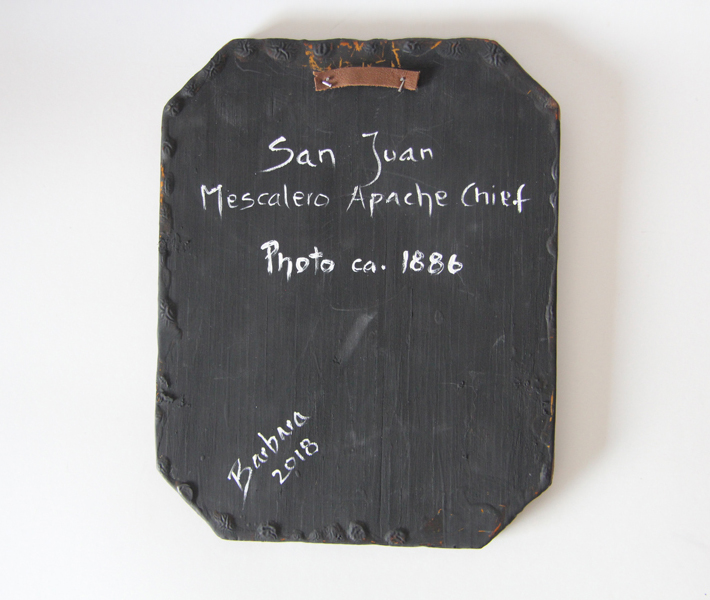 San Juan
Mescalero Apache Chief
Photo ca. 1886
Barbara
2018